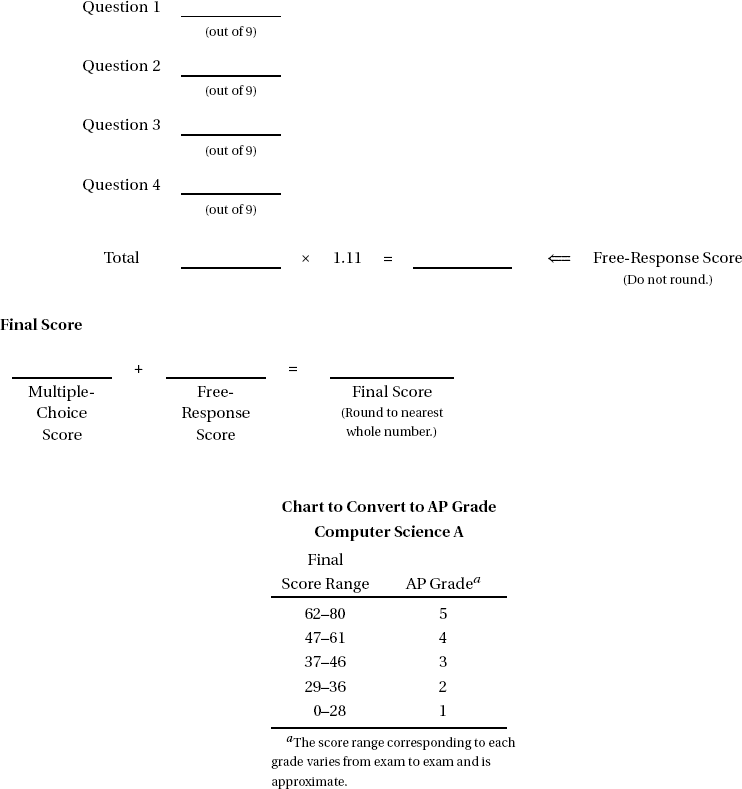 Question 1
(out of 9)
Question 2
(out of 9)
Question 3
(out of 9)
Question 4
(out of 9)
Total × 1.11 = ⟸ Free-Response Score
(Do not round.)
Final Score
+ =
Multiple- Free- Final Score
Choice Response (Round to nearest
Score Score whole number.)
Chart to Convert to AP Grade
Computer Science A
Final
Score Range AP Gradeᵃ
62–80 5
47–61 4
37–46 3
29–36 2
0–28 1
ᵃThe score range corresponding to each
grade varies from exam to exam and is
approximate.